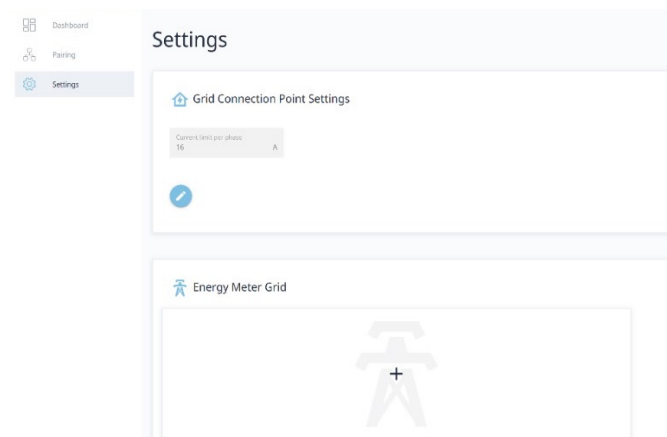 Dashboard
Pairing
Settings
Settings
Grid Connection Point Settings
Current limit per phase
16 A
Energy Meter Grid
+